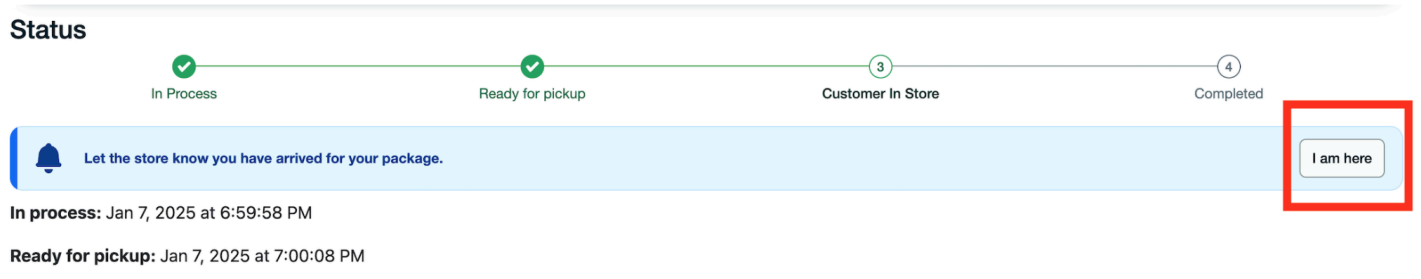 Status
In Process
Ready for pickup
3
Customer In Store
4
Completed
Let the store know you have arrived for your package.
I am here
In process: Jan 7, 2025 at 6:59:58 PM
Ready for pickup: Jan 7, 2025 at 7:00:08 PM